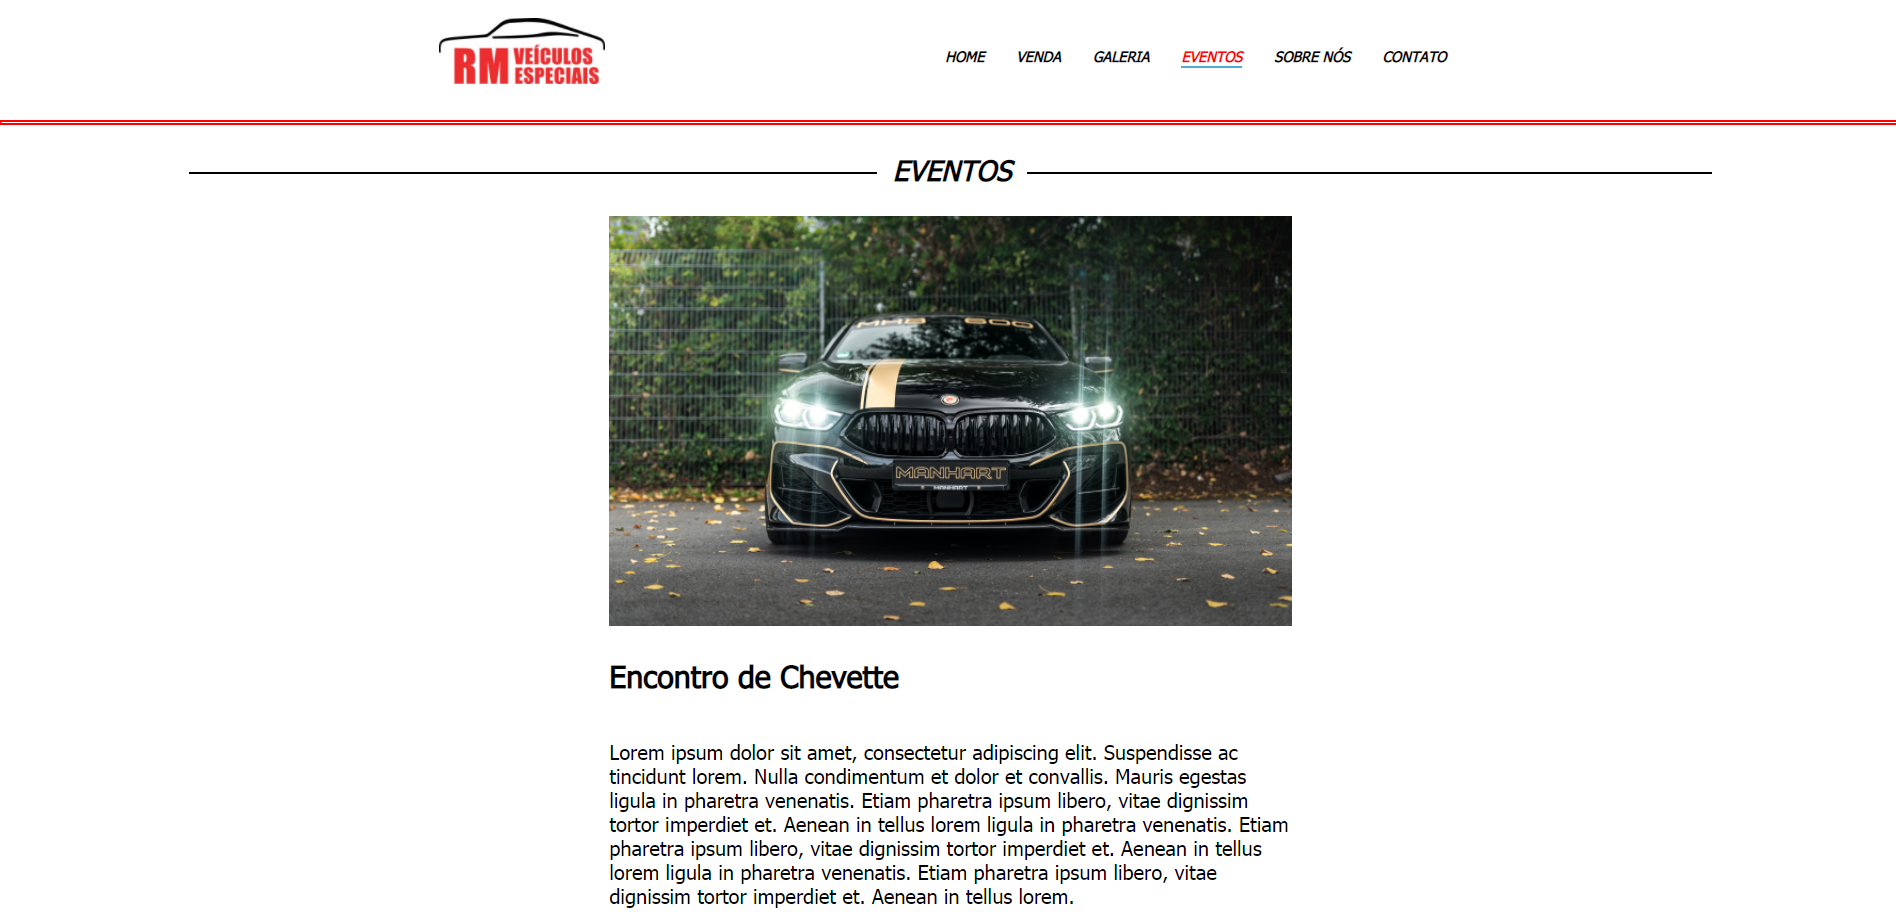 RM VEÍCULOS ESPECIAIS
HOME VENDA GALERIA EVENTOS SOBRE NÓS CONTATO
EVENTOS
MH8 600
MANHART
MANHART
Encontro de Chevette
Lorem ipsum dolor sit amet, consectetur adipiscing elit. Suspendisse ac
tincidunt lorem. Nulla condimentum et dolor et convallis. Mauris egestas
ligula in pharetra venenatis. Etiam pharetra ipsum libero, vitae dignissim
tortor imperdiet et. Aenean in tellus lorem ligula in pharetra venenatis. Etiam
pharetra ipsum libero, vitae dignissim tortor imperdiet et. Aenean in tellus
lorem ligula in pharetra venenatis. Etiam pharetra ipsum libero, vitae
dignissim tortor imperdiet et. Aenean in tellus lorem.